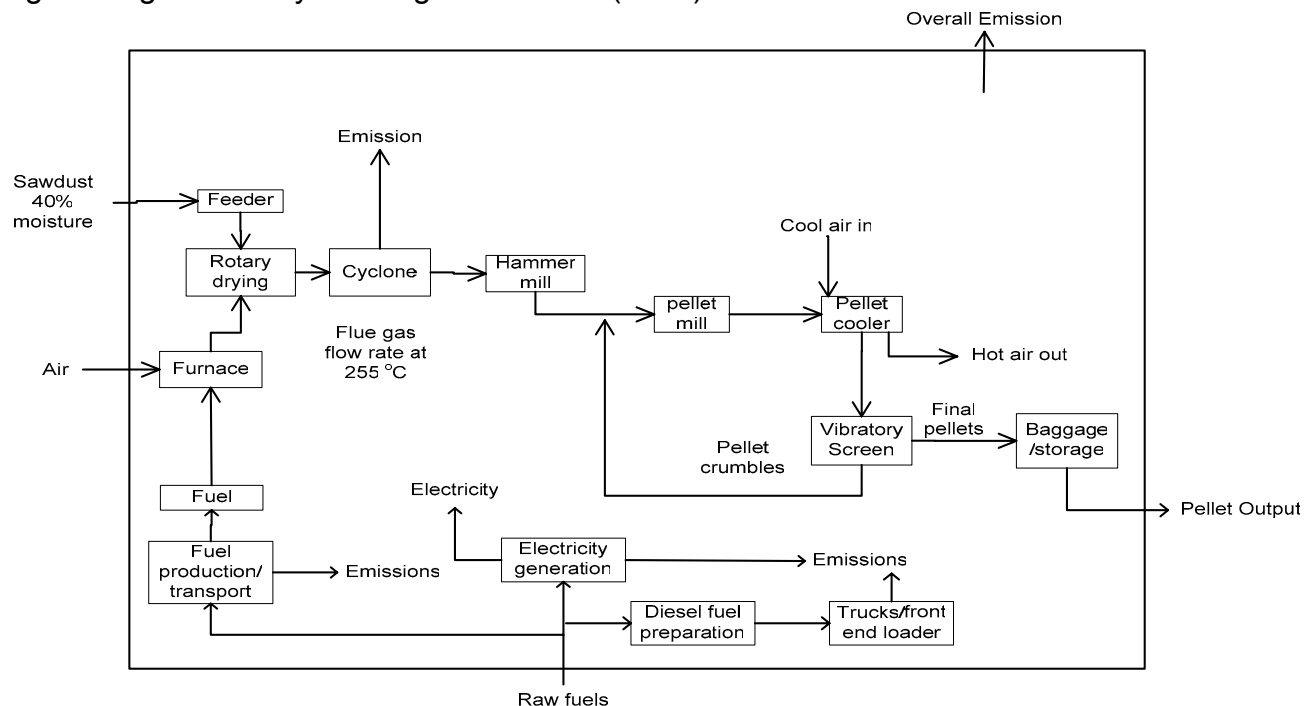 Overall Emission
Emission
Sawdust
40%
moisture
Feeder
Rotary
drying
Cyclone
Hammer
mill
Cool air in
pellet
mill
Pellet
cooler
Flue gas
flow rate at
255 °C
Air
Furnace
Hot air out
Vibratory
Screen
Final
pellets
Baggage
/storage
Pellet
crumbles
Pellet Output
Fuel
Electricity
Fuel
production/
transport
Emissions
Electricity
generation
Emissions
Diesel fuel
preparation
Trucks/front
end loader
Raw fuels